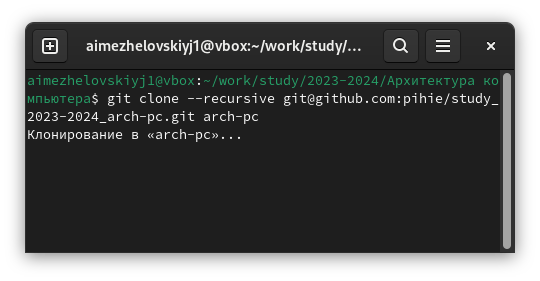 aimezhelovskiyj1@vbox:~/work/study/...
aimezhelovskiyj1@vbox:~/work/study/2023-2024/Архитектура ко
мпьютера$ git clone --recursive git@github.com:pihie/study_
2023-2024_arch-pc.git arch-pc
Клонирование в «arch-pc»...